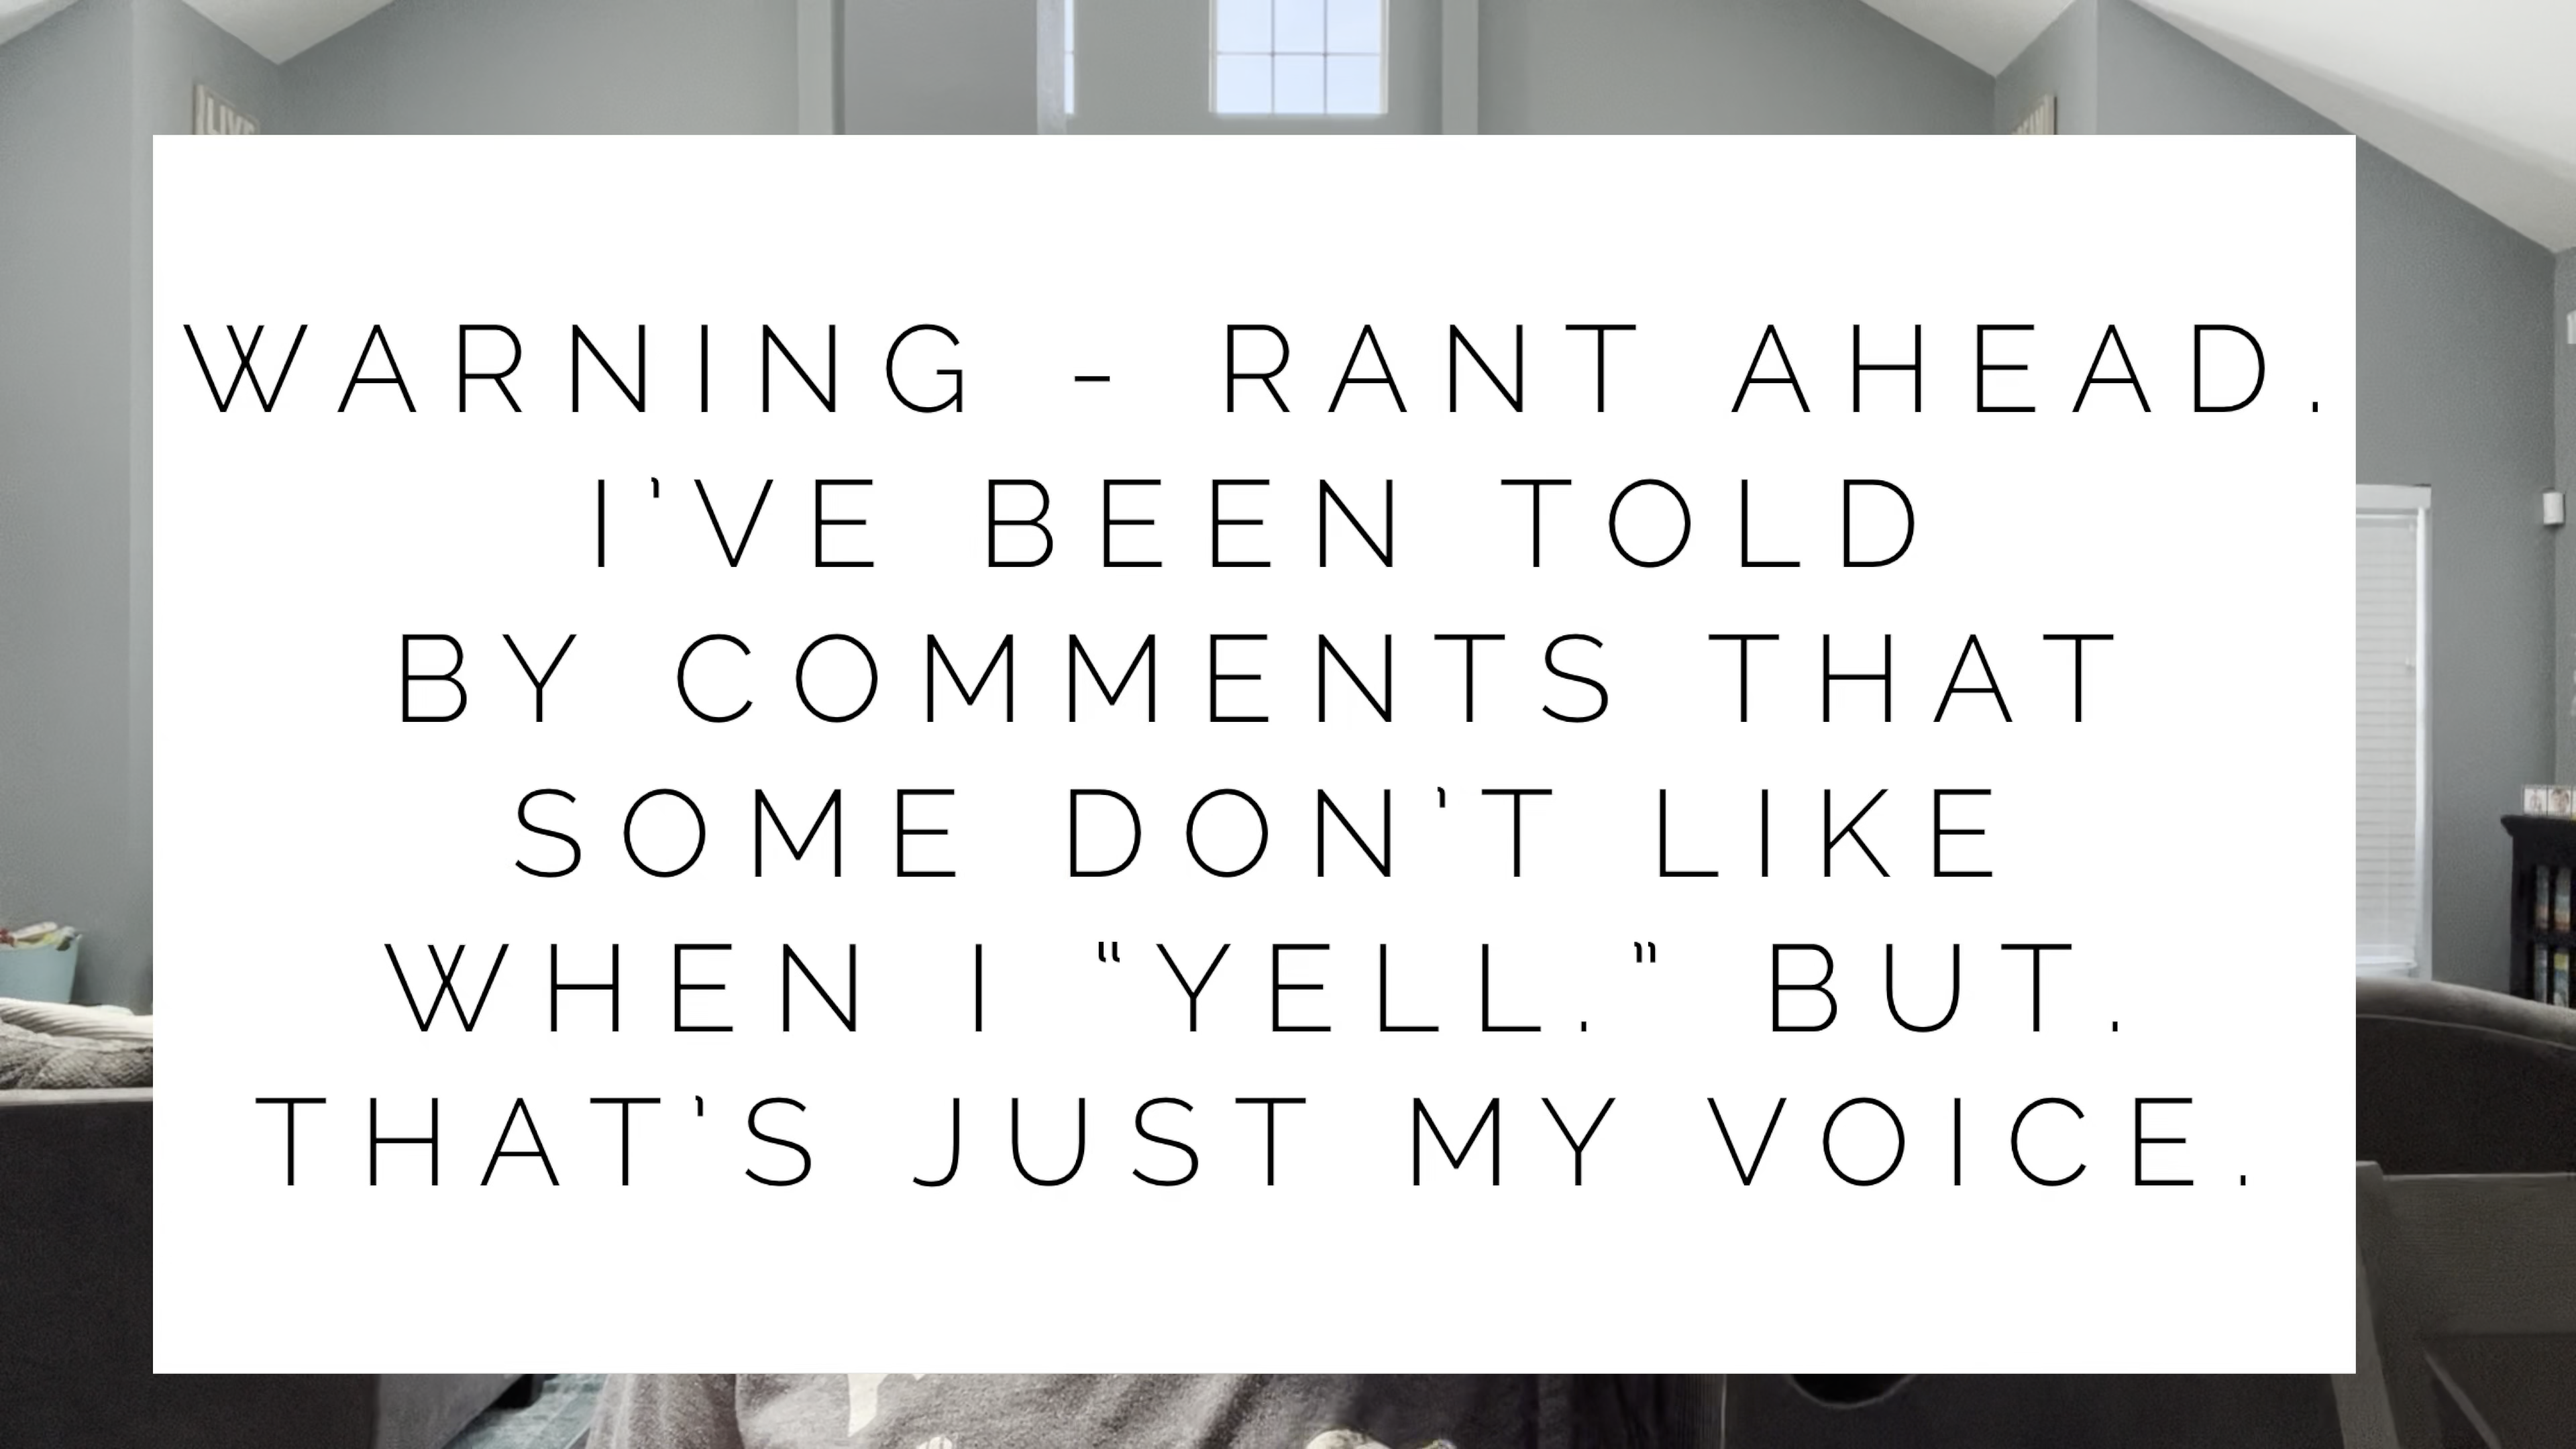 LIVE
WARNING - RANT AHEAD.
I'VE BEEN TOLD
BY COMMENTS THAT
SOME DON'T LIKE
WHEN I “YELL.” BUT.
THAT'S JUST MY VOICE.